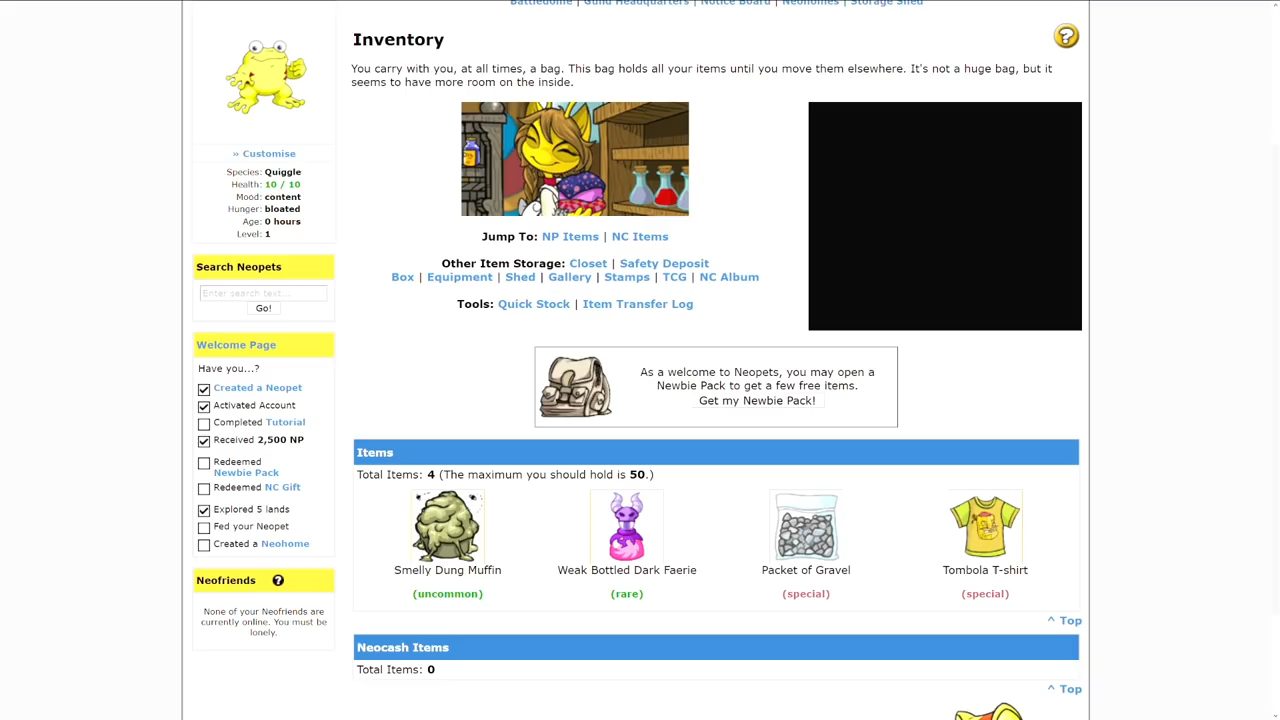 Battledome | Guild Headquarters | Notice Board | Neohomes | Storage Shed
Inventory
You carry with you, at all times, a bag. This bag holds all your items until you move them elsewhere. It's not a huge bag, but it
seems to have more room on the inside.
» Customise
Species: Quiggle
Health: 10 / 10
Mood: content
Hunger: bloated
Age: 0 hours
Level: 1
Search Neopets
Enter search text...
Go!
Welcome Page
Have you...?
Created a Neopet
Activated Account
Completed Tutorial
Received 2,500 NP
Redeemed
Newbie Pack
Redeemed NC Gift
Explored 5 lands
Fed your Neopet
Created a Neohome
Neofriends ?
None of your Neofriends are
currently online. You must be
lonely.
Jump To: NP Items | NC Items
Other Item Storage: Closet | Safety Deposit
Box | Equipment | Shed | Gallery | Stamps | TCG | NC Album
Tools: Quick Stock | Item Transfer Log
As a welcome to Neopets, you may open a
Newbie Pack to get a few free items.
Get my Newbie Pack!
Items
Total Items: 4 (The maximum you should hold is 50.)
Smelly Dung Muffin
(uncommon)
Weak Bottled Dark Faerie
(rare)
Packet of Gravel
(special)
Tombola T-shirt
(special)
^ Top
Neocash Items
Total Items: 0
^ Top